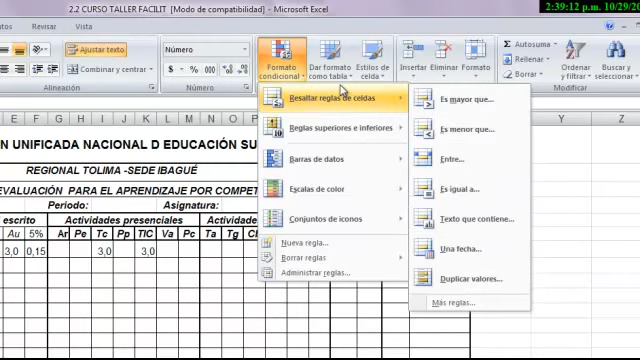 2.2 CURSO TALLER FACILIT [Modo de compatibilidad] - Microsoft Excel
2:39:12 p.m. 10/29/20
atos Revisar Vista
Ajustar texto Número
Combinar y centrar $ % 000
Alineación Número
Formato condicional Dar formato como tabla Estilos de celda
Insertar Eliminar Formato
Σ Autosuma
Rellenar
Borrar
Ordenar y filtrar Buscar y seleccionar
Resaltar reglas de celdas
Reglas superiores e inferiores
Barras de datos
Escalas de color
Conjuntos de iconos
Nueva regla...
Borrar reglas
Administrar reglas...
Es mayor que...
Es menor que...
Entre...
Es igual a...
Texto que contiene...
Una fecha...
Duplicar valores...
Más reglas...
E F G H I J K L M N O P X Y Z
N UNIFICADA NACIONAL D EDUCACIÓN SU
REGIONAL TOLIMA -SEDE IBAGUÉ
EVALUACIÓN PARA EL APRENDIZAJE POR COMPET
Periodo: Asignatura:
escrito Actividades presenciales Activida
Au 5% Ar Pe Tc Pp TIC Va Mc Ta Tg
3,0 0,15 3,0 3,0